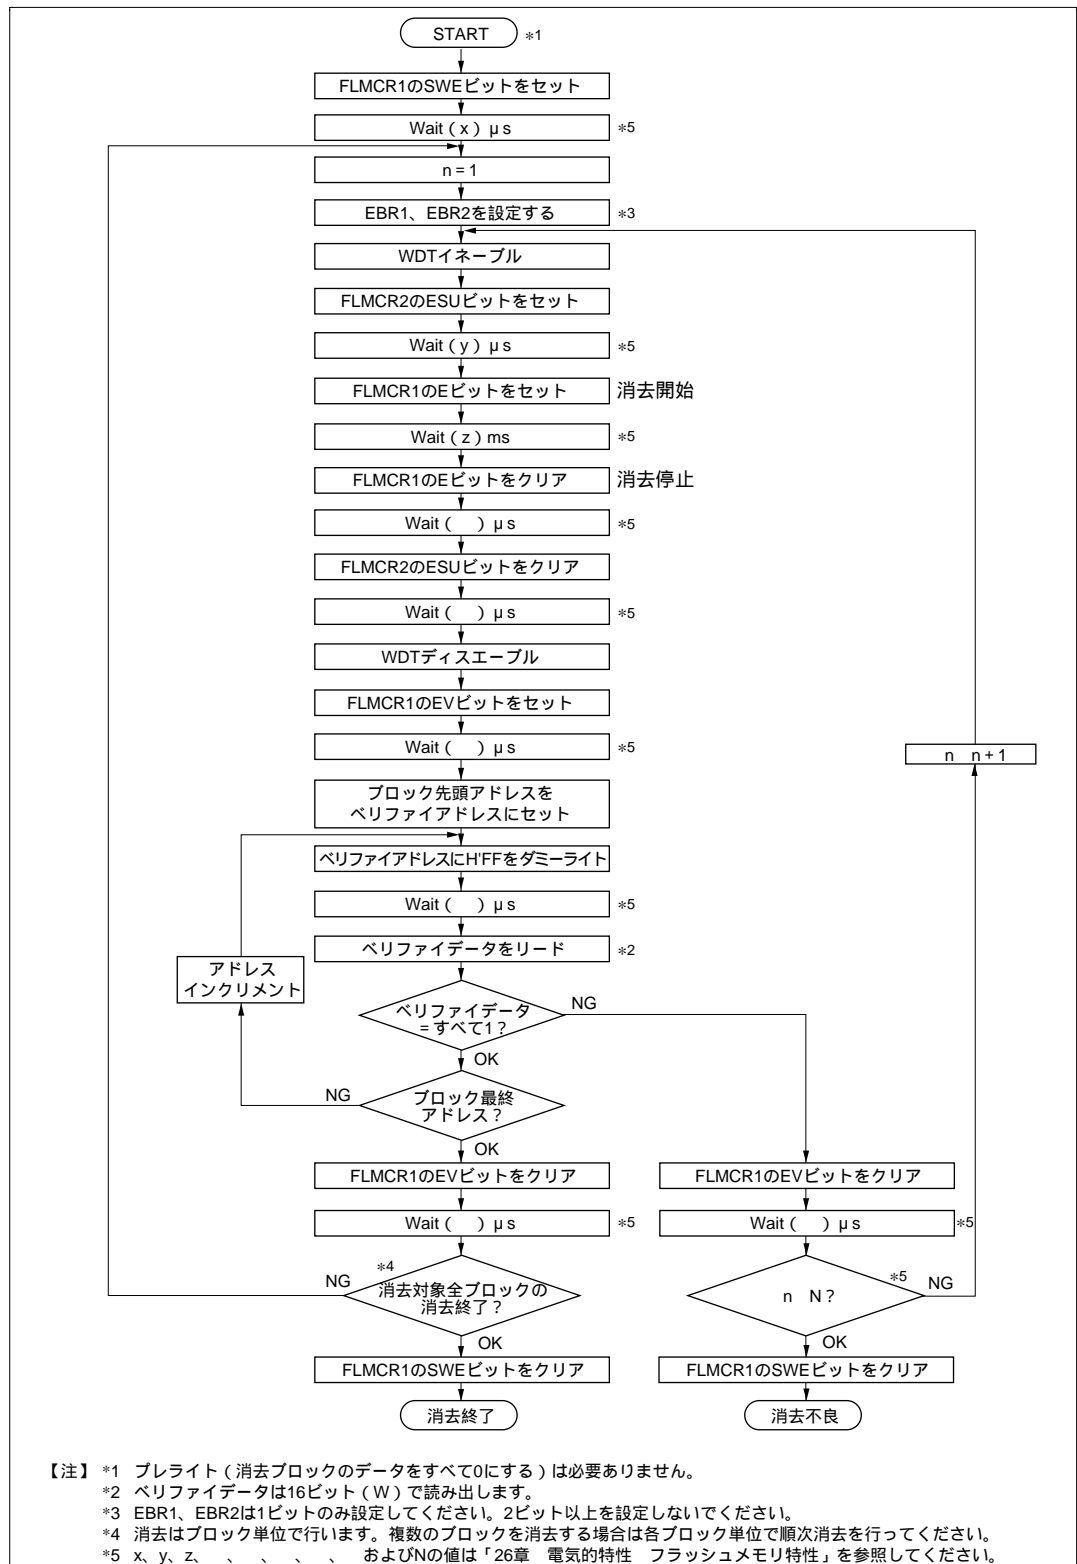 START *1
FLMCR1のSWEビットをセット
Wait（x）μs *5
n = 1
EBR1、EBR2を設定する *3
WDTイネーブル
FLMCR2のESUビットをセット
Wait（y）μs *5
FLMCR1のEビットをセット 消去開始
Wait（z）ms *5
FLMCR1のEビットをクリア 消去停止
Wait（　）μs *5
FLMCR2のESUビットをクリア
Wait（　）μs *5
WDTディスエーブル
FLMCR1のEVビットをセット
Wait（　）μs *5
n　n + 1
ブロック先頭アドレスを
ベリファイアドレスにセット
ベリファイアドレスにH'FFをダミーライト
Wait（　）μs *5
ベリファイデータをリード *2
アドレス
インクリメント
ベリファイデータ
= すべて1？
NG
OK
ブロック最終
アドレス？
NG
OK
FLMCR1のEVビットをクリア
FLMCR1のEVビットをクリア
Wait（　）μs *5
Wait（　）μs *5
*4
消去対象全ブロックの
消去終了？
NG
*5
n　N？
NG
OK
OK
FLMCR1のSWEビットをクリア
FLMCR1のSWEビットをクリア
消去終了
消去不良
【注】 *1　プレライト（消去ブロックのデータをすべて0にする）は必要ありません。
*2　ベリファイデータは16ビット（W）で読み出します。
*3　EBR1、EBR2は1ビットのみ設定してください。2ビット以上を設定しないでください。
*4　消去はブロック単位で行います。複数のブロックを消去する場合は各ブロック単位で順次消去を行ってください。
*5　x、y、z、　、　、　、　、　およびNの値は「26章　電気的特性　フラッシュメモリ特性」を参照してください。